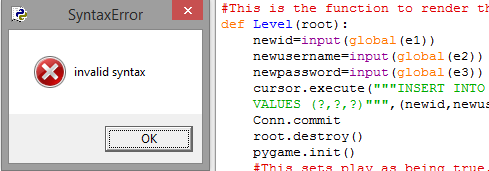 SyntaxError
invalid syntax
OK
#This is the function to render
def Level(root):
newid=input(global(e1))
newusername=input(global(e2))
newpassword=input(global(e3))
cursor.execute("""INSERT INTO
VALUES (?,?,?)""",(newid,newus
Conn.commit
root.destroy()
pygame.init()
#This sets play as being true.